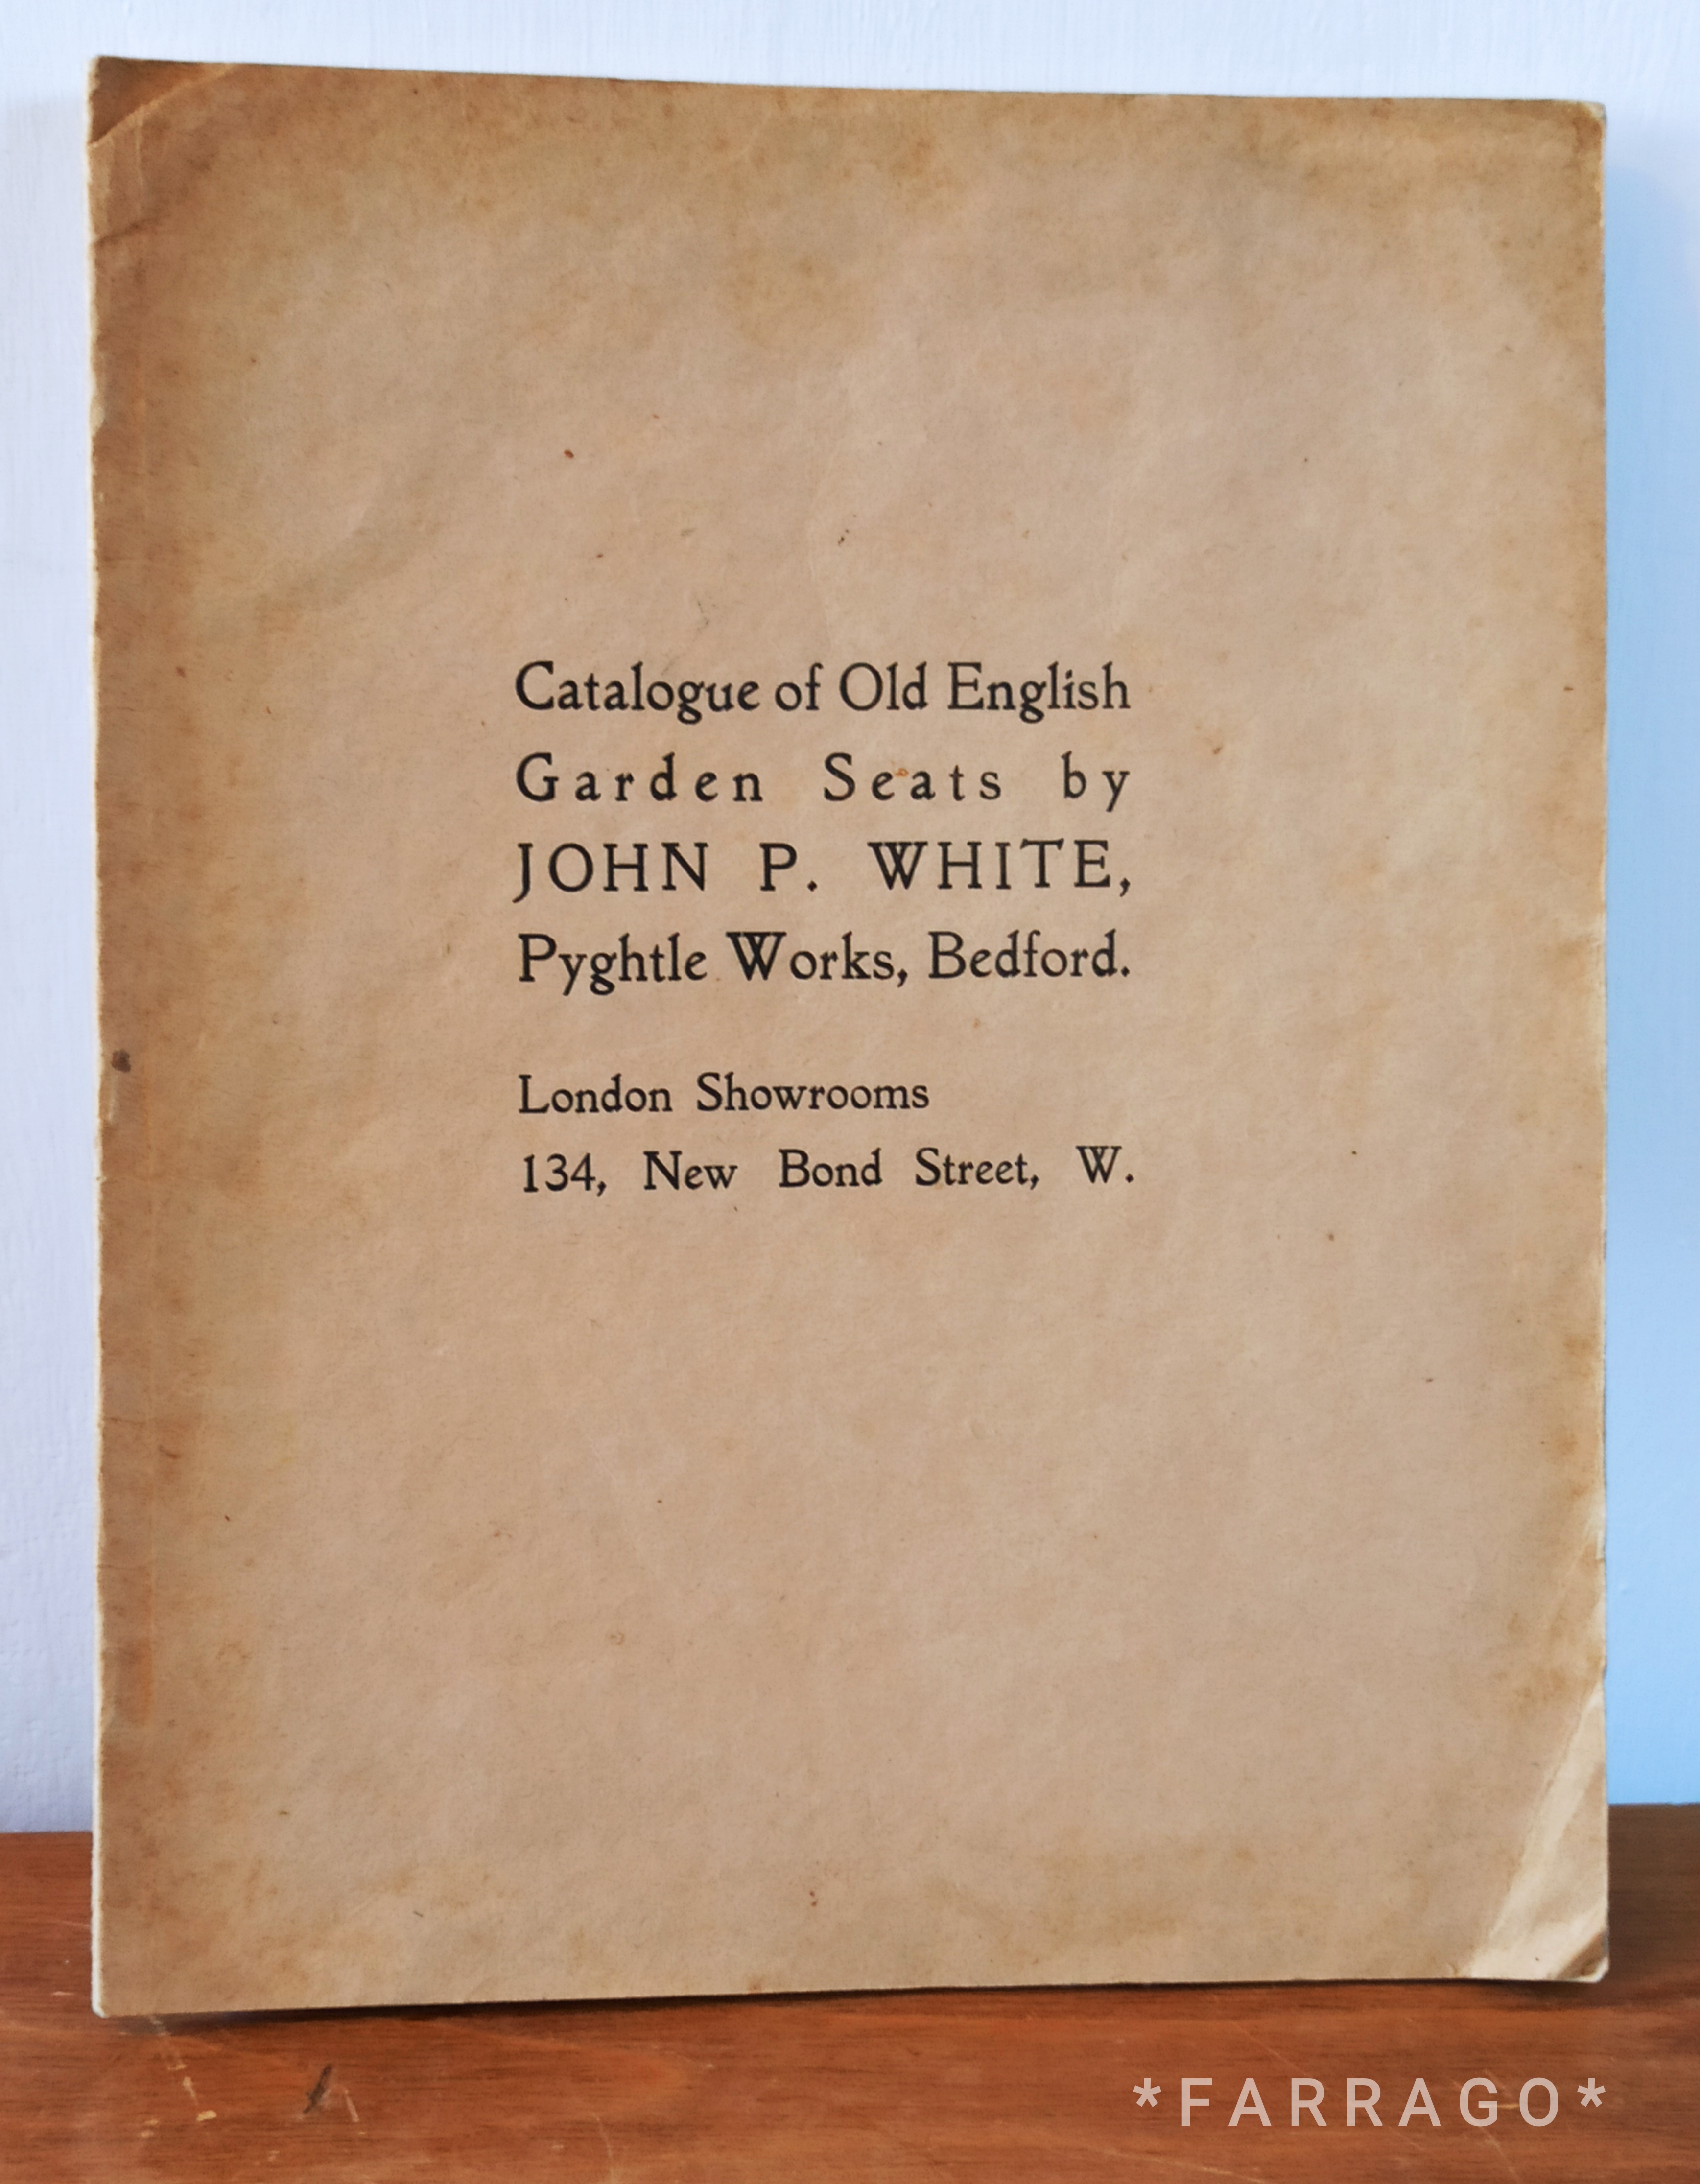 Catalogue of Old English
Garden Seats by
JOHN P. WHITE,
Pyghtle Works, Bedford.
London Showrooms
134, New Bond Street, W.
*FARRAGO*